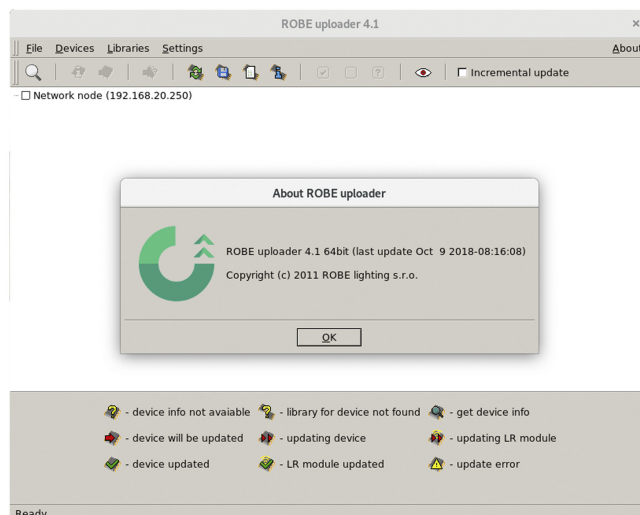 ROBE uploader 4.1
File Devices Libraries Settings About
Incremental update
Network node (192.168.20.250)
About ROBE uploader
ROBE uploader 4.1 64bit (last update Oct 9 2018-08:16:08)
Copyright (c) 2011 ROBE lighting s.r.o.
OK
- device info not avaiable - library for device not found - get device info
- device will be updated - updating device - updating LR module
- device updated - LR module updated - update error
Ready